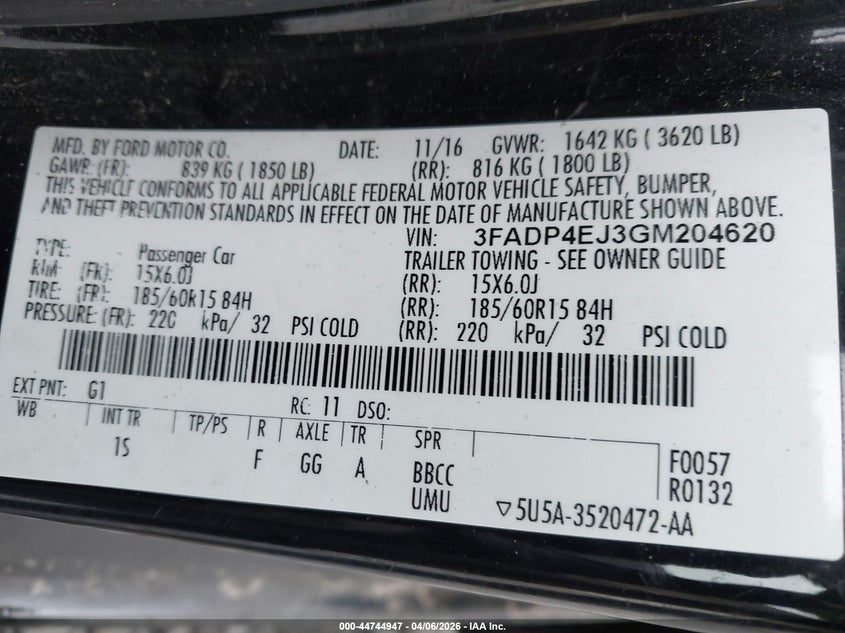 MFD. BY FORD MOTOR CO. DATE: 11/16 GVWR: 1642 KG ( 3620 LB)
GAWR: (FR): 839 KG ( 1850 LB) (RR): 816 KG ( 1800 LB)
THIS VEHICLE CONFORMS TO ALL APPLICABLE FEDERAL MOTOR VEHICLE SAFETY, BUMPER,
AND THEFT PREVENTION STANDARDS IN EFFECT ON THE DATE OF MANUFACTURE SHOWN ABOVE.
VIN: 3FADP4EJ3GM204620
TYPE: Passenger Car TRAILER TOWING - SEE OWNER GUIDE
RIM (FR): 15X6.0J (RR): 15X6.0J
TIRE: (FR): 185/60R15 84H (RR): 185/60R15 84H
PRESSURE: (FR): 220 kPa/ 32 PSI COLD (RR): 220 kPa/ 32 PSI COLD
EXT PNT: G1 RC: 11 DSO:
WB INT TR TP/PS R AXLE TR SPR
1S F GG A BBCC F0057
UMU R0132
▽5U5A-3520472-AA
000-44744947 - 04/06/2026 - IAA Inc.